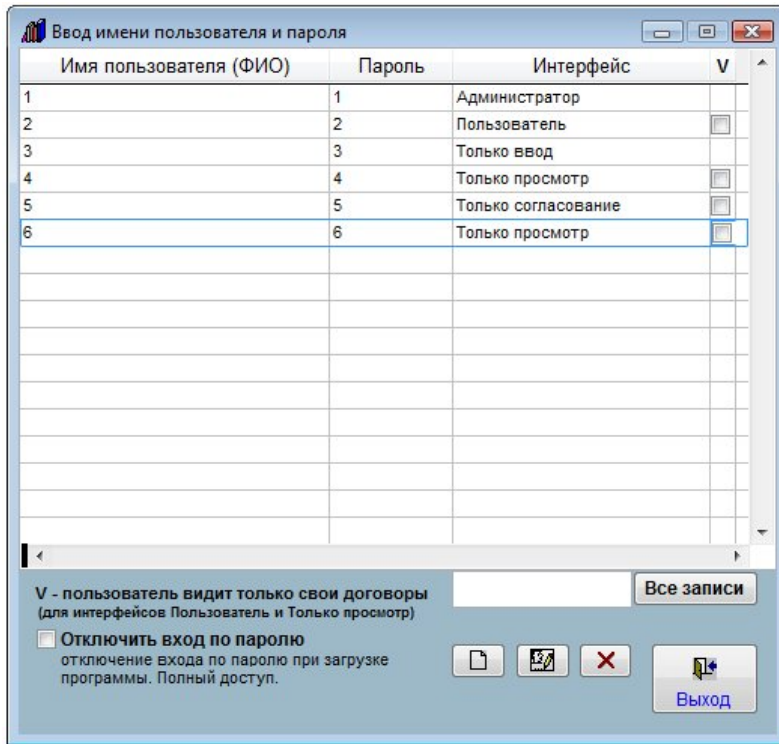 Ввод имени пользователя и пароля
Имя пользователя (ФИО) Пароль Интерфейс V
1 1 Администратор
2 2 Пользователь
3 3 Только ввод
4 4 Только просмотр
5 5 Только согласование
6 6 Только просмотр
V - пользователь видит только свои договоры
(для интерфейсов Пользователь и Только просмотр)
Все записи
Отключить вход по паролю
отключение входа по паролю при загрузке
программы. Полный доступ.
Выход